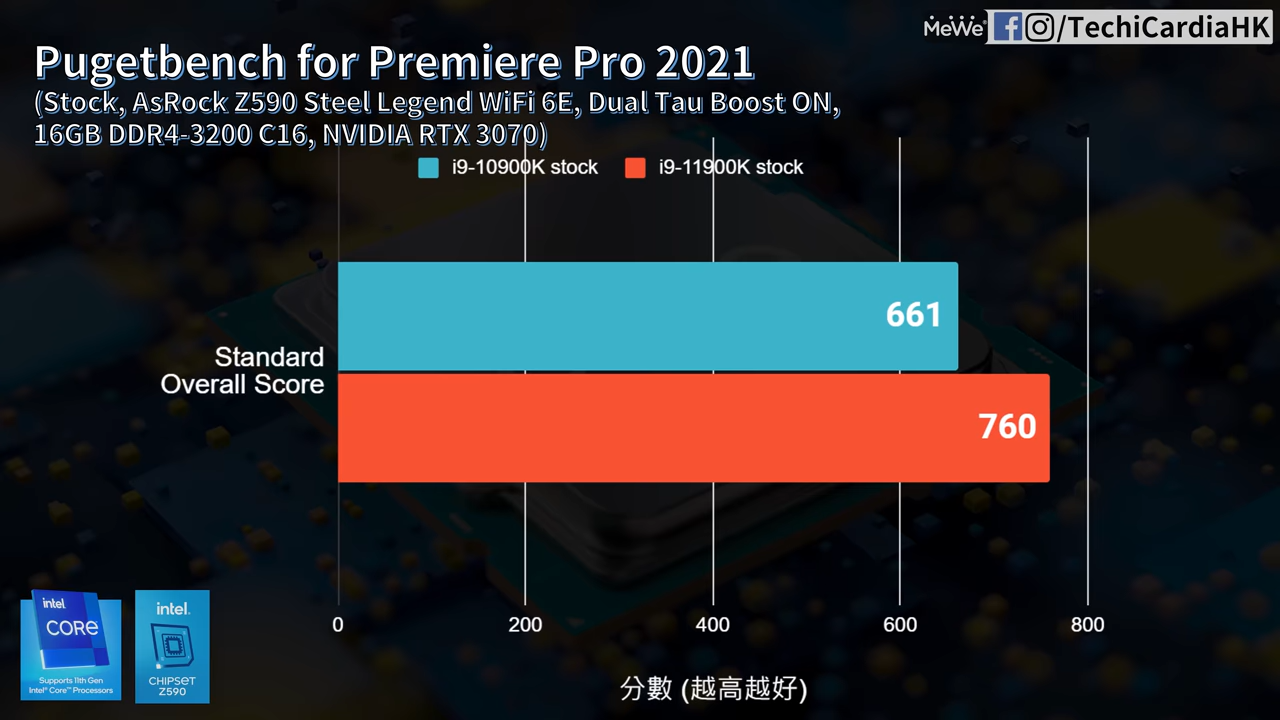 MeWe /TechiCardiaHK
Pugetbench for Premiere Pro 2021
(Stock, AsRock Z590 Steel Legend WiFi 6E, Dual Tau Boost ON,
16GB DDR4-3200 C16, NVIDIA RTX 3070)
i9-10900K stock i9-11900K stock
661
Standard
Overall Score
760
0 200 400 600 800
分數 (越高越好)
intel
CORE
Supports 11th Gen
Intel® Core™ Processors
intel.
CHIPSET
Z590